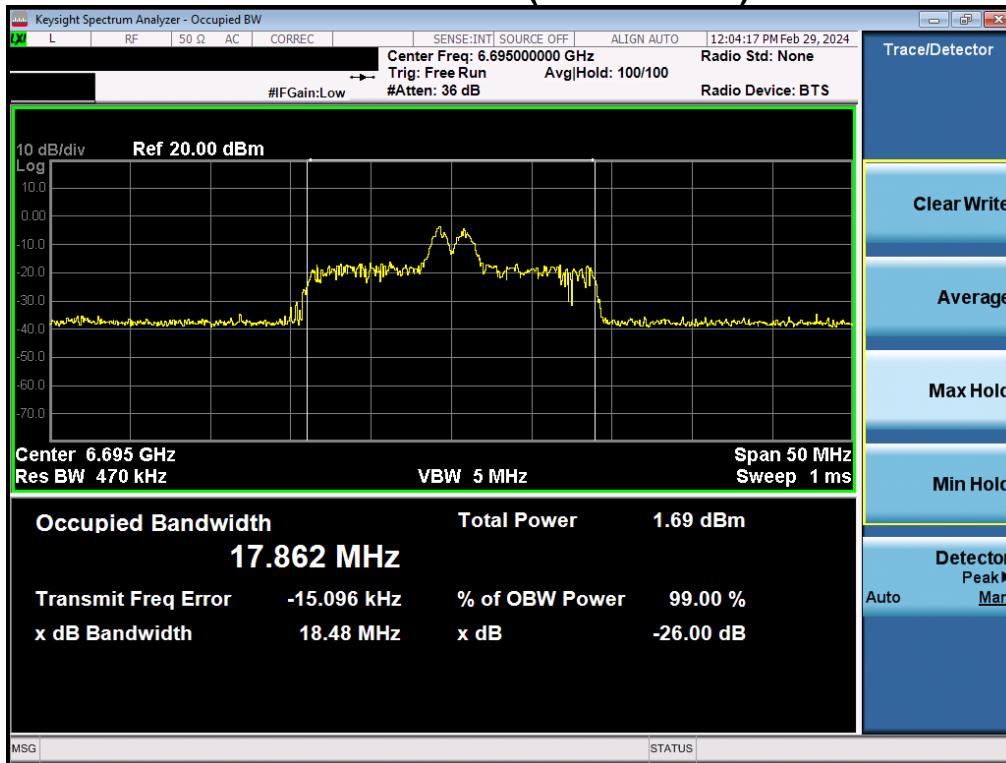 Keysight Spectrum Analyzer - Occupied BW
LXI L RF 50 Ω AC CORREC SENSE:INT SOURCE OFF ALIGN AUTO 12:04:17 PM Feb 29, 2024
Center Freq: 6.695000000 GHz Radio Std: None
Trig: Free Run Avg|Hold: 100/100
#IFGain:Low #Atten: 36 dB Radio Device: BTS
10 dB/div Ref 20.00 dBm
Log
10.0
0.00
-10.0
-20.0
-30.0
-40.0
-50.0
-60.0
-70.0
Center 6.695 GHz Span 50 MHz
Res BW 470 kHz VBW 5 MHz Sweep 1 ms
Occupied Bandwidth Total Power 1.69 dBm
17.862 MHz
Transmit Freq Error -15.096 kHz % of OBW Power 99.00 %
x dB Bandwidth 18.48 MHz x dB -26.00 dB
MSG STATUS
Trace/Detector
Clear Write
Average
Max Hold
Min Hold
Detector
Peak
Auto Man